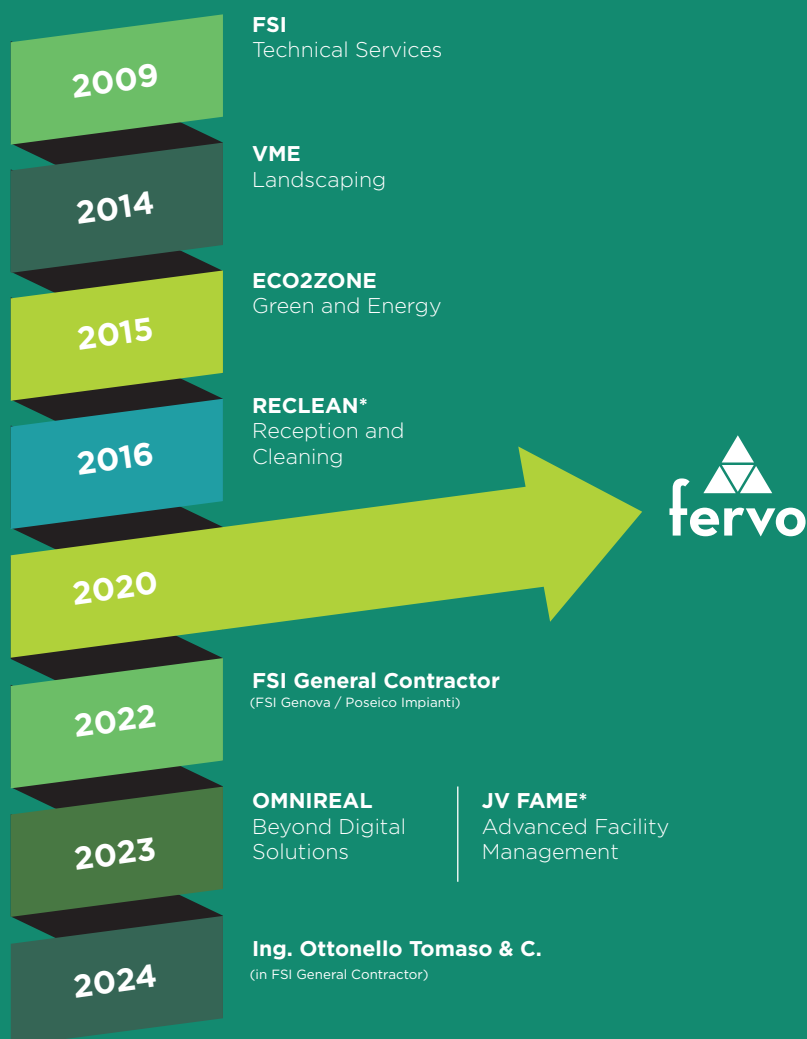 2009
FSI
Technical Services
2014
VME
Landscaping
2015
ECO2ZONE
Green and Energy
2016
RECLEAN*
Reception and
Cleaning
2020
fervo
2022
FSI General Contractor
(FSI Genova / Poseico Impianti)
2023
OMNIREAL
Beyond Digital
Solutions
JV FAME*
Advanced Facility
Management
2024
Ing. Ottonello Tomaso & C.
(in FSI General Contractor)